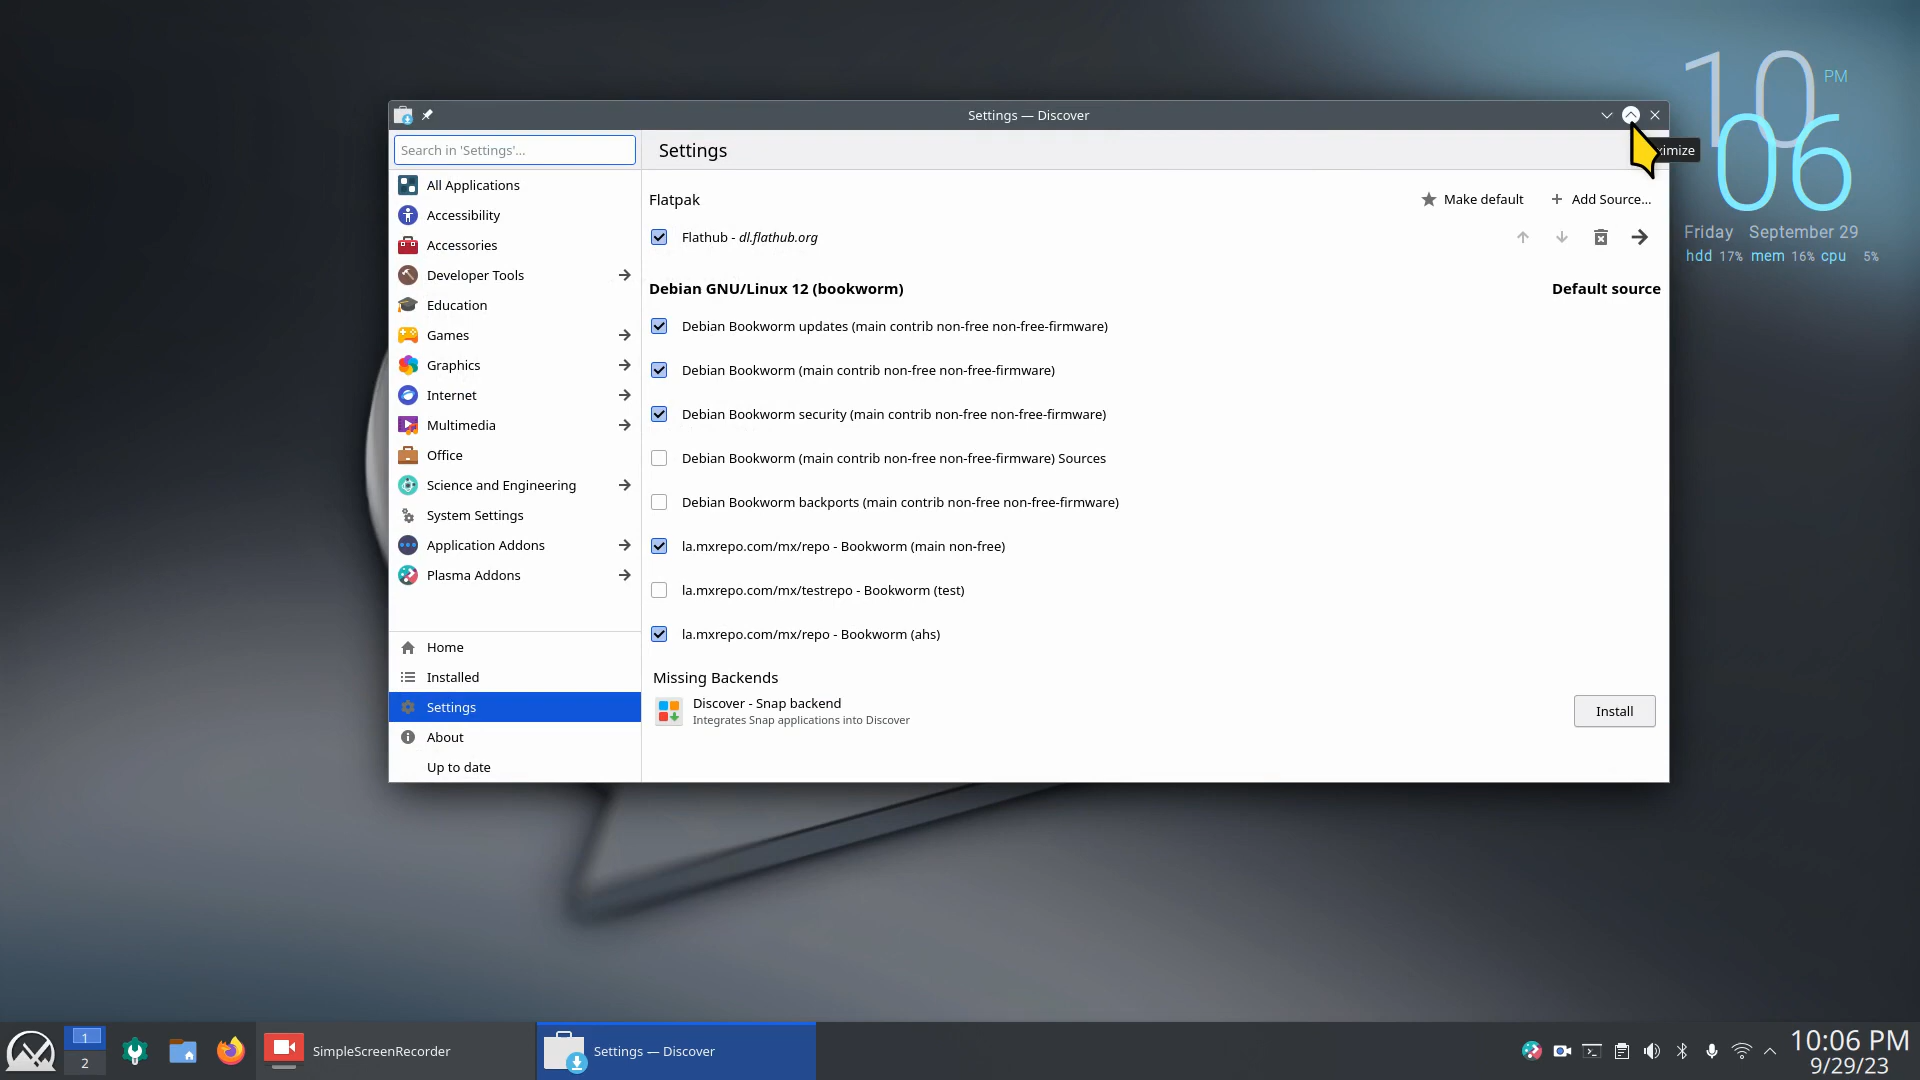 10 PM
06
Friday September 29
hdd 17% mem 16% cpu 5%
Settings — Discover
Search in 'Settings'...
Settings
All Applications
Accessibility
Accessories
Developer Tools
Education
Games
Graphics
Internet
Multimedia
Office
Science and Engineering
System Settings
Application Addons
Plasma Addons
Home
Installed
Settings
About
Up to date
Flatpak
Make default
Add Source...
Flathub - dl.flathub.org
Debian GNU/Linux 12 (bookworm)
Default source
Debian Bookworm updates (main contrib non-free non-free-firmware)
Debian Bookworm (main contrib non-free non-free-firmware)
Debian Bookworm security (main contrib non-free non-free-firmware)
Debian Bookworm (main contrib non-free non-free-firmware) Sources
Debian Bookworm backports (main contrib non-free non-free-firmware)
la.mxrepo.com/mx/repo - Bookworm (main non-free)
la.mxrepo.com/mx/testrepo - Bookworm (test)
la.mxrepo.com/mx/repo - Bookworm (ahs)
Missing Backends
Discover - Snap backend
Integrates Snap applications into Discover
Install
1
2
SimpleScreenRecorder
Settings — Discover
10:06 PM
9/29/23